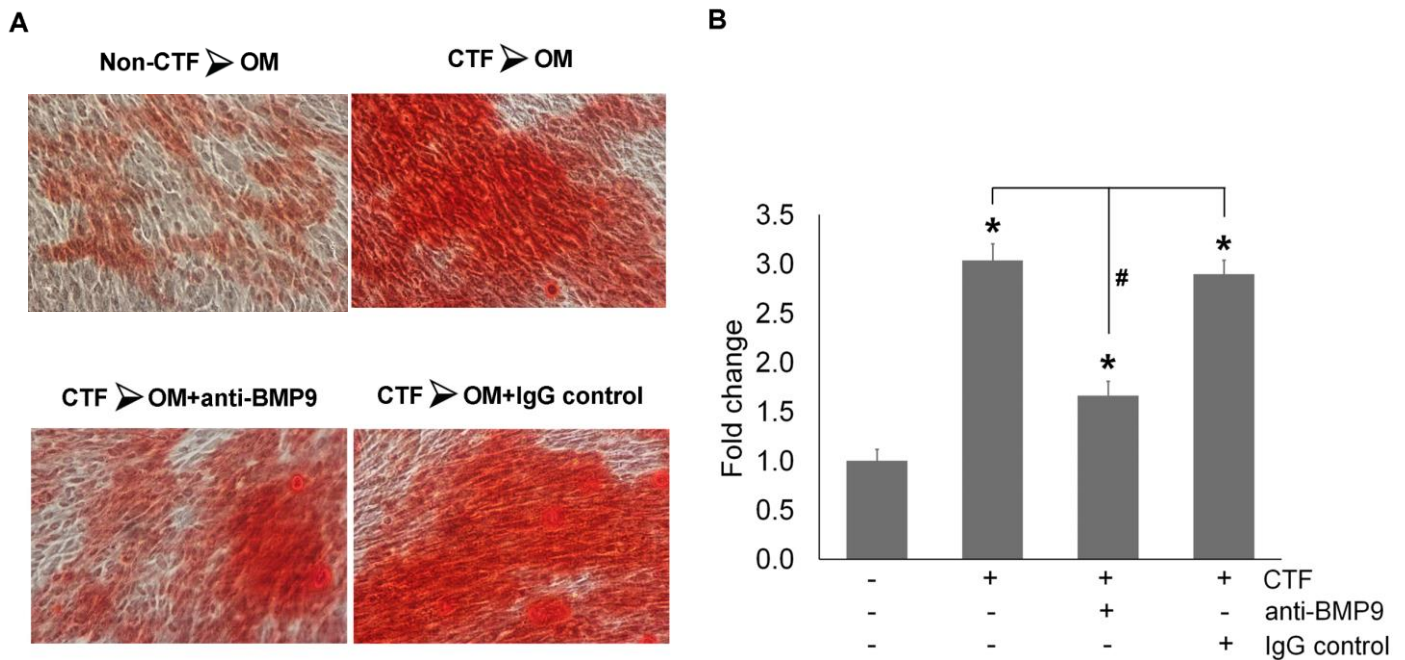 A
B
Non-CTF ➢ OM
CTF ➢ OM
CTF ➢ OM+anti-BMP9
CTF ➢ OM+IgG control
Fold change
3.5
3.0
2.5
2.0
1.5
1.0
0.5
0.0
* * *
#
- + + + CTF
- - + - anti-BMP9
- - - + IgG control